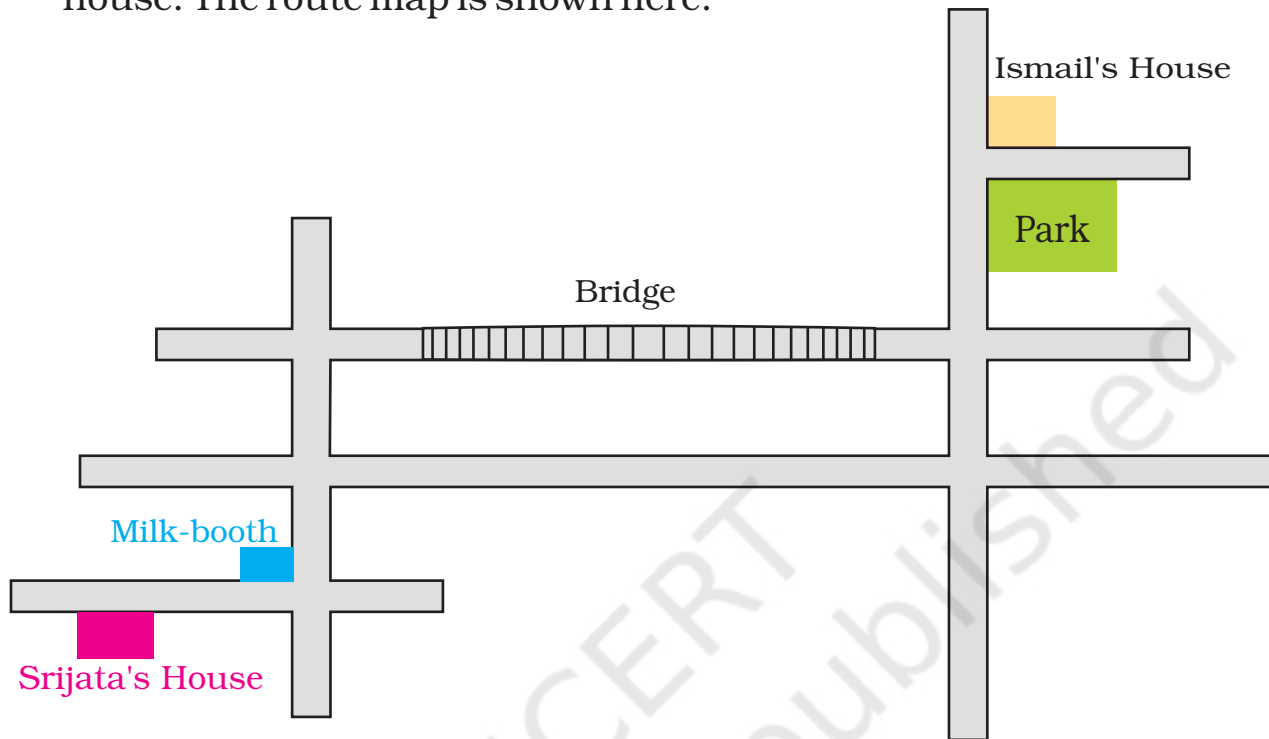 house. The route map is shown here.
Ismail's House
Park
Bridge
Milk-booth
Srijata's House
CERT
published